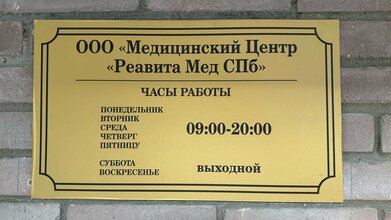 ООО «Медицинский Центр
«Реавита Мед СПб»
ЧАСЫ РАБОТЫ
ПОНЕДЕЛЬНИК
ВТОРНИК
СРЕДА 09:00-20:00
ЧЕТВЕРГ
ПЯТНИЦУ
СУББОТА
ВОСКРЕСЕНЬЕ ВЫХОДНОЙ